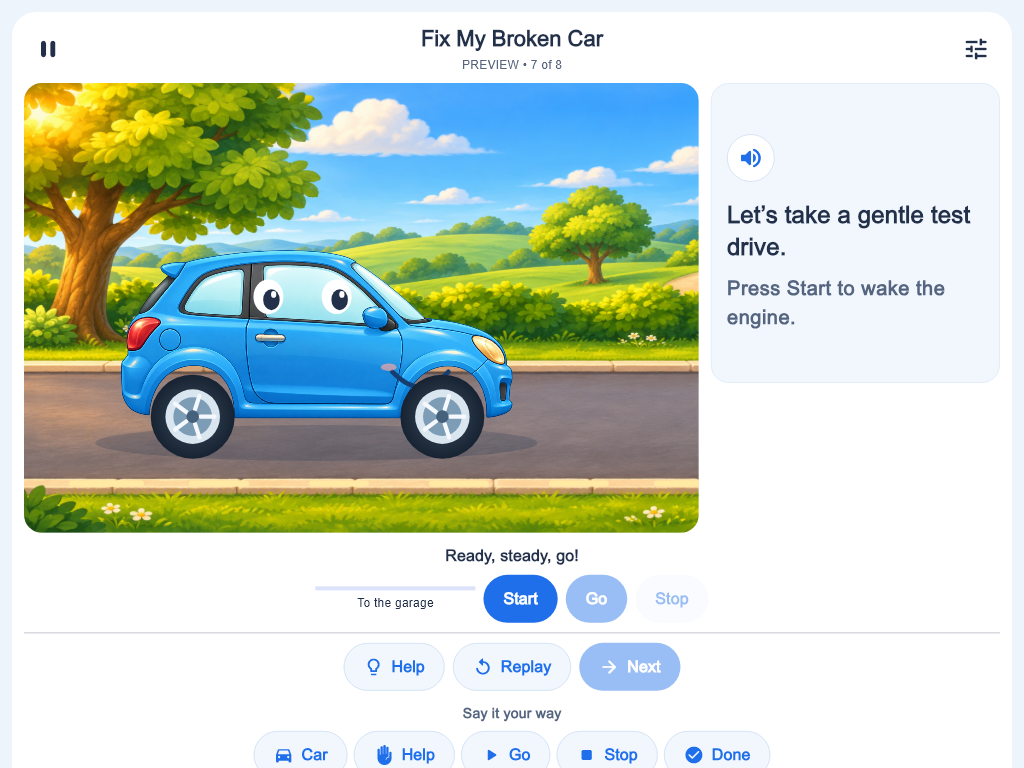 Fix My Broken Car
PREVIEW • 7 of 8
Let’s take a gentle test
drive.
Press Start to wake the
engine.
Ready, steady, go!
To the garage
Start
Go
Stop
Help
Replay
Next
Say it your way
Car
Help
Go
Stop
Done